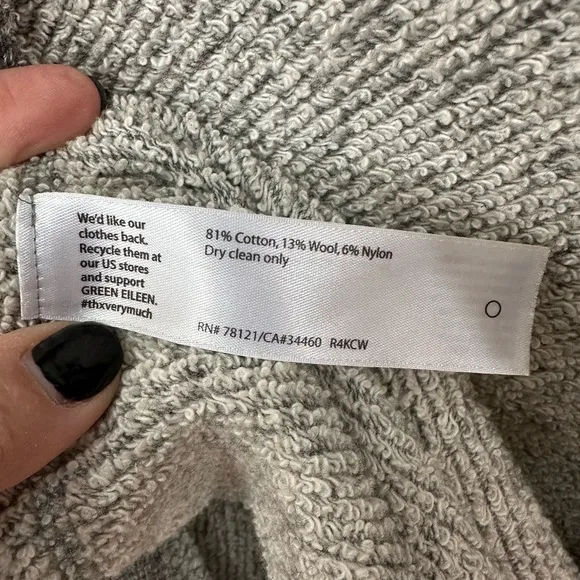 We'd like our
clothes back.
Recycle them at
our US stores
and support
GREEN EILEEN.
#thxverymuch
81% Cotton, 13% Wool, 6% Nylon
Dry clean only
RN# 78121/CA#34460 R4KCW